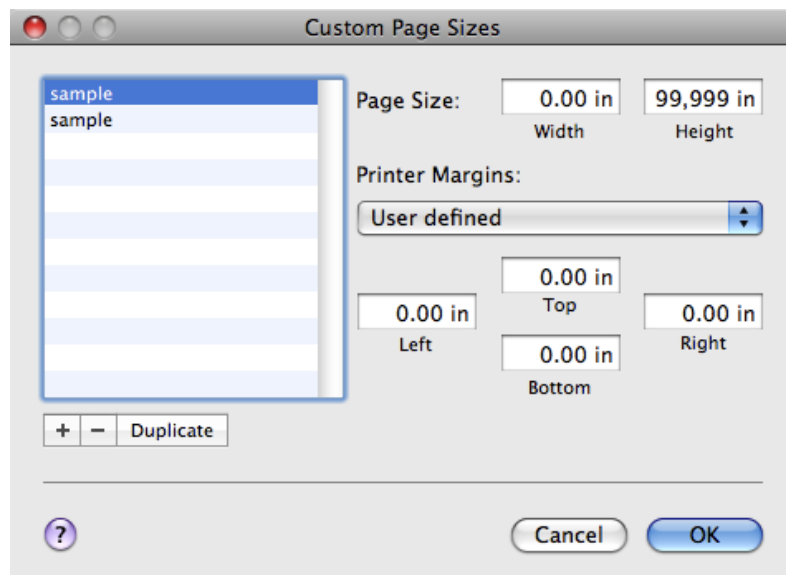 Custom Page Sizes
sample
sample
Page Size:
0.00 in
99,999 in
Width
Height
Printer Margins:
User defined
0.00 in
Top
0.00 in
Left
0.00 in
Right
0.00 in
Bottom
+
−
Duplicate
?
Cancel
OK